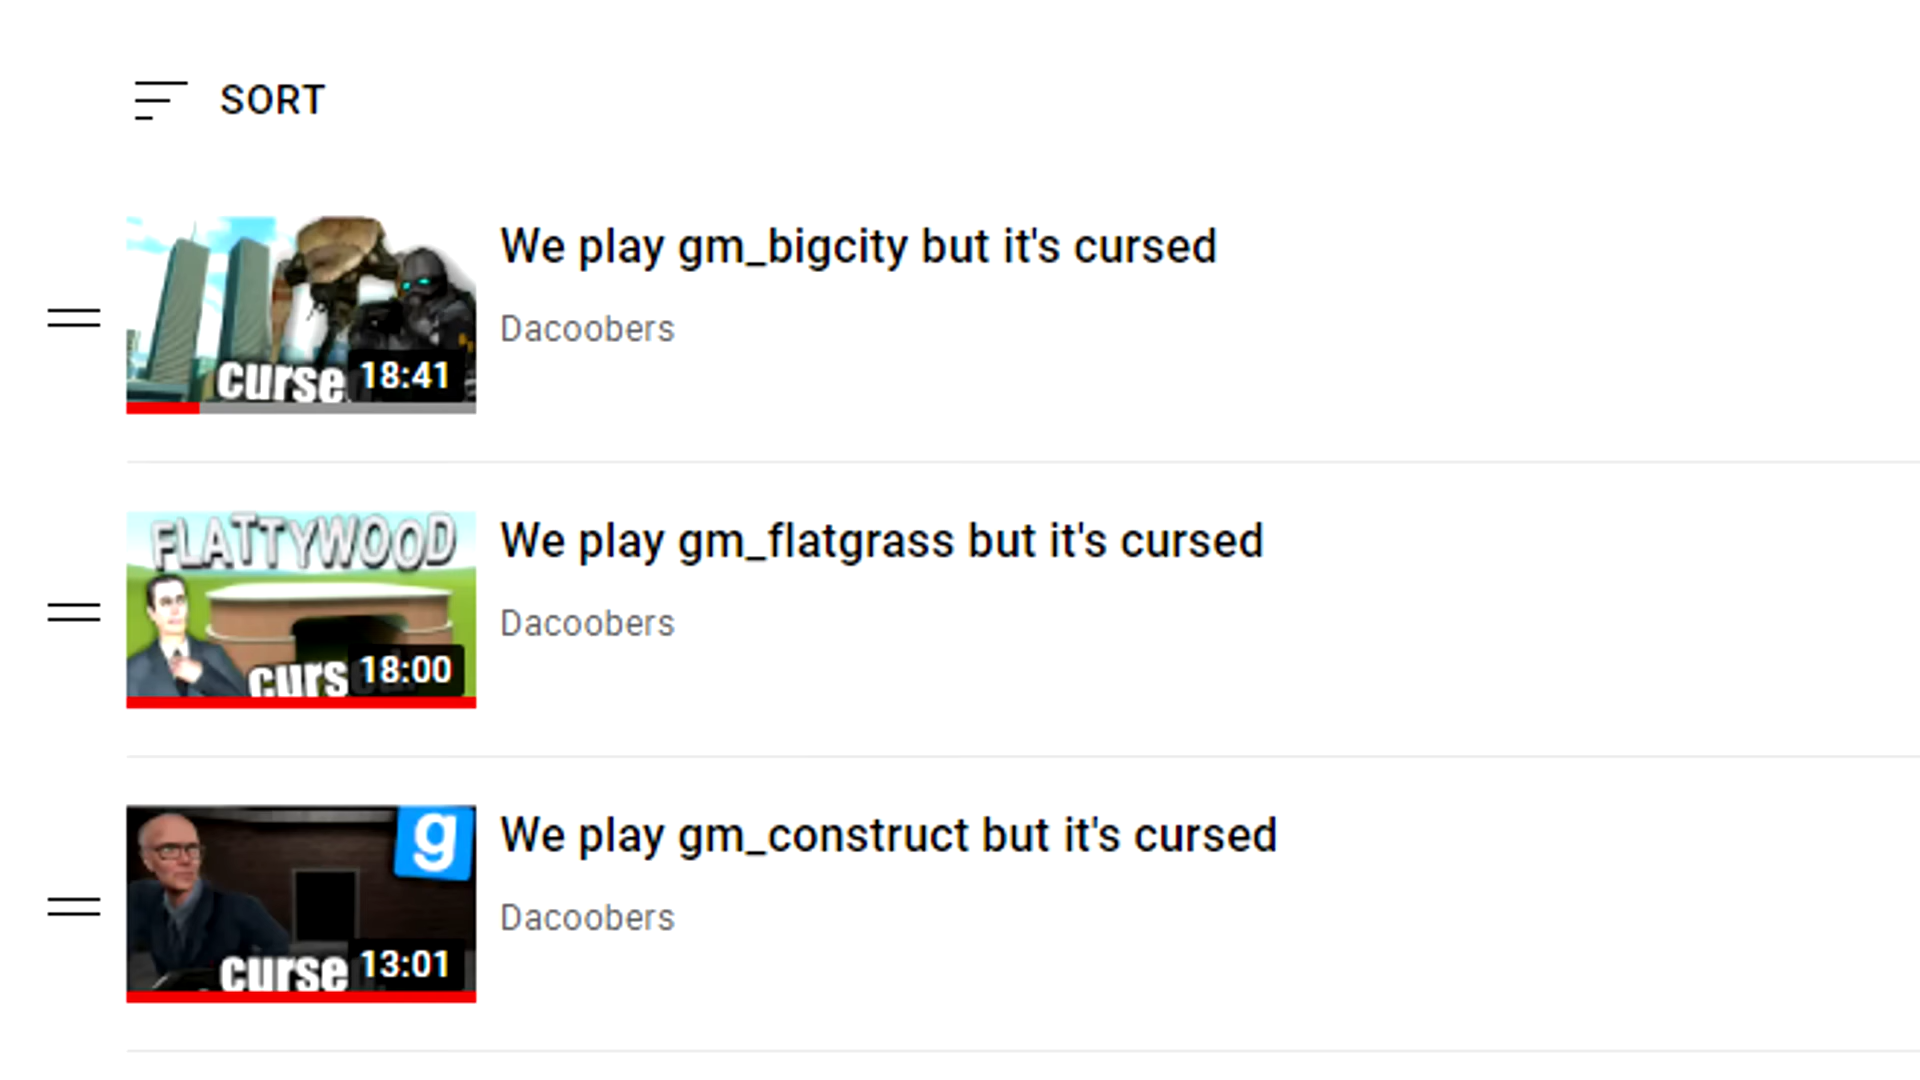 SORT
We play gm_bigcity but it's cursed
Dacoobers
curse
18:41
FLATTYWOOD
We play gm_flatgrass but it's cursed
Dacoobers
curs
18:00
g
We play gm_construct but it's cursed
Dacoobers
curse
13:01